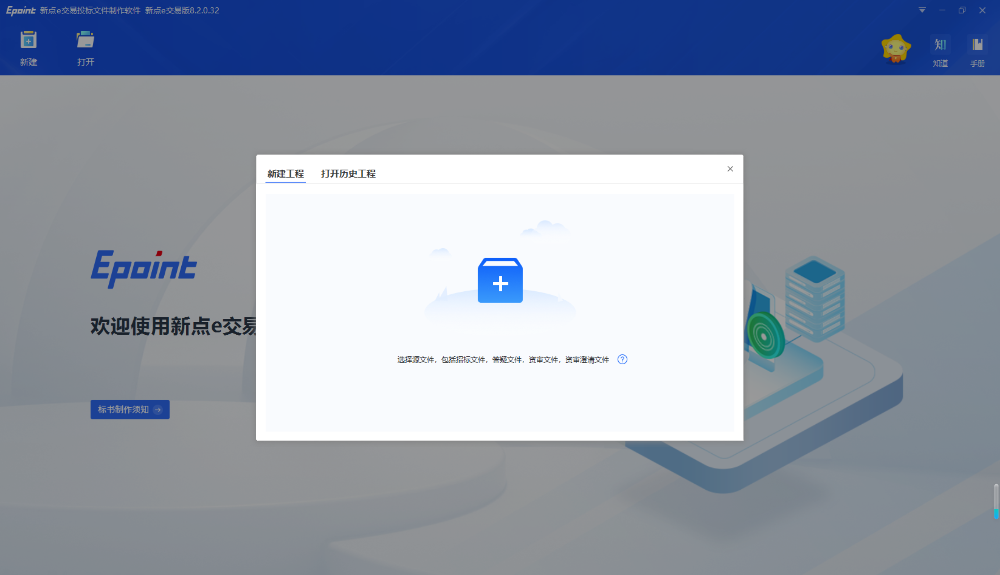 Epoint 新点e交易投标文件制作软件 新点e交易版8.2.0.32
新建 打开 知 知道 手册
新建工程 打开历史工程
Epoint
欢迎使用新点e交易
选择源文件，包括招标文件，答疑文件，资审文件，资审澄清文件 ?
标书制作须知